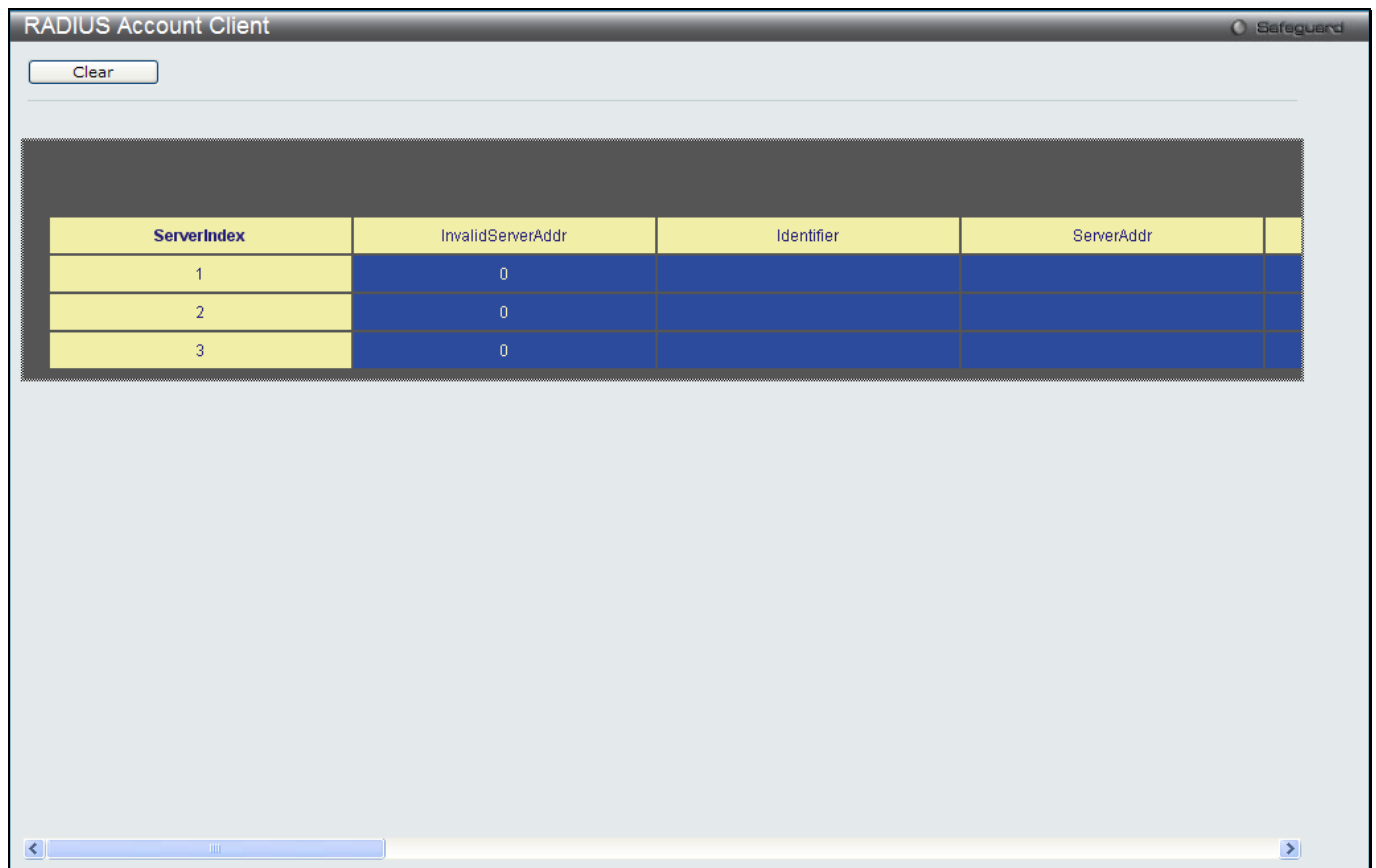 RADIUS Account Client
Safeguard
Clear
ServerIndex InvalidServerAddr Identifier ServerAddr
1 0
2 0
3 0